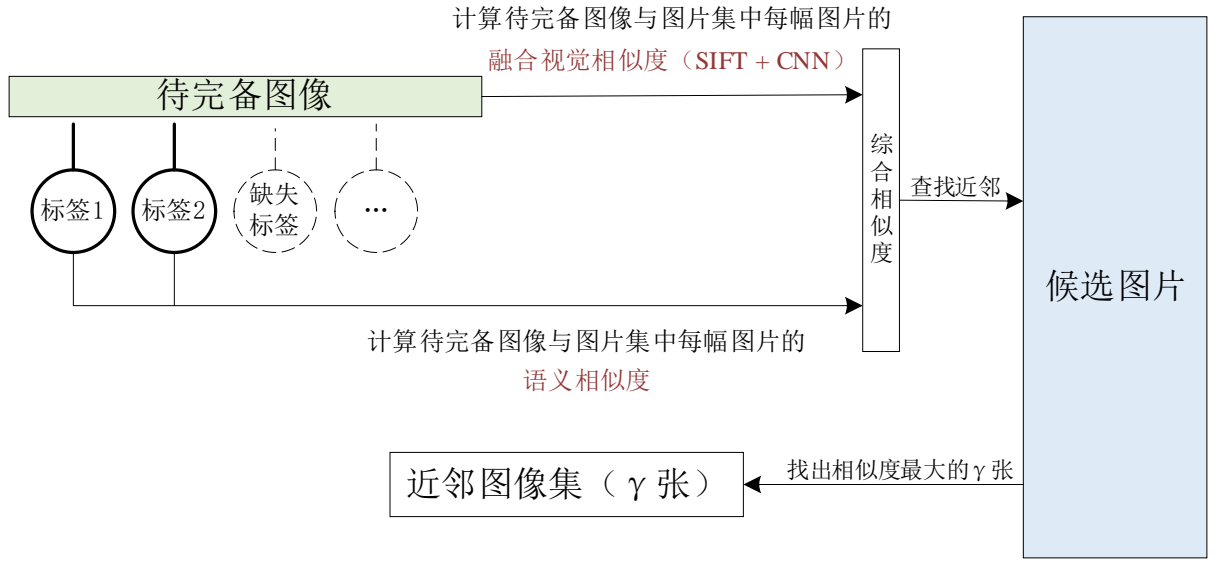 计算待完备图像与图片集中每幅图片的
融合视觉相似度（SIFT + CNN）
待完备图像
标签1
标签2
缺失
标签
...
综合相似度
查找近邻
候选图片
计算待完备图像与图片集中每幅图片的
语义相似度
找出相似度最大的γ张
近邻图像集（γ张）